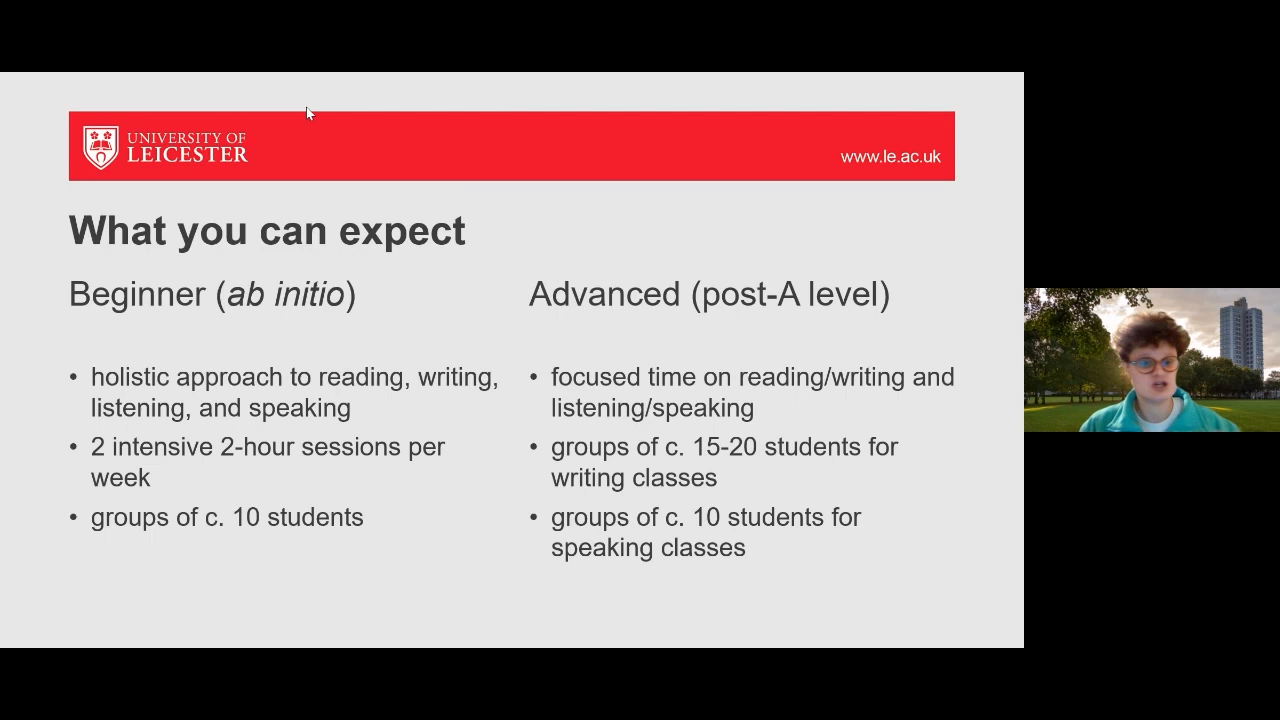 UNIVERSITY OF
LEICESTER
www.le.ac.uk
What you can expect
Beginner (ab initio)
• holistic approach to reading, writing,
listening, and speaking
• 2 intensive 2-hour sessions per
week
• groups of c. 10 students
Advanced (post-A level)
• focused time on reading/writing and
listening/speaking
• groups of c. 15-20 students for
writing classes
• groups of c. 10 students for
speaking classes